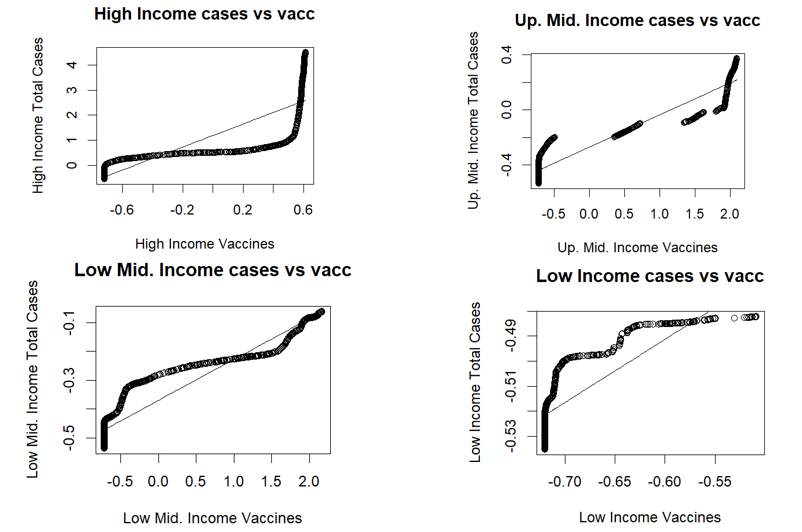 High Income cases vs vacc
High Income Total Cases
4
3
2
1
0
-0.6
-0.2
0.2
0.6
High Income Vaccines
Up. Mid. Income cases vs vacc
Up. Mid. Income Total Cases
0.4
0.0
-0.4
-0.5
0.0
0.5
1.0
1.5
2.0
Up. Mid. Income Vaccines
Low Mid. Income cases vs vacc
Low Mid. Income Total Cases
-0.1
-0.3
-0.5
-0.5
0.0
0.5
1.0
1.5
2.0
Low Mid. Income Vaccines
Low Income cases vs vacc
Low Income Total Cases
-0.49
-0.51
-0.53
-0.70
-0.65
-0.60
-0.55
Low Income Vaccines